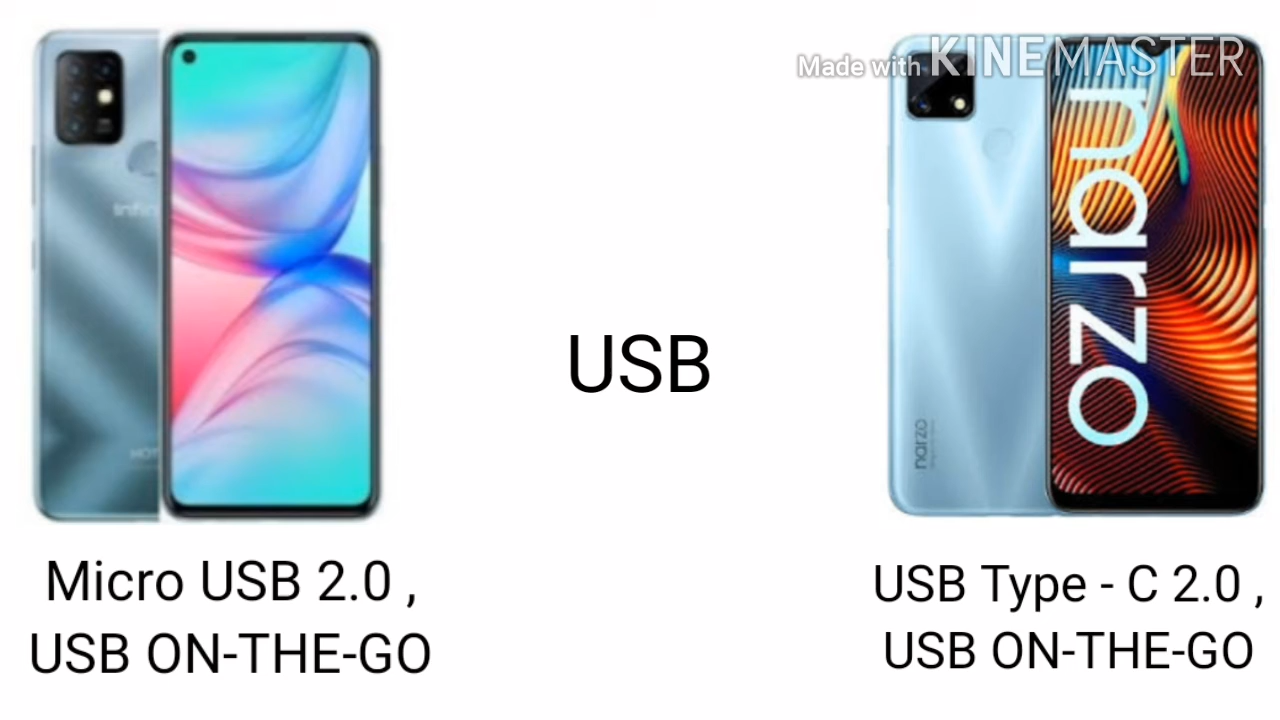 Made with KINEMASTER
narzo
narzo
USB
Micro USB 2.0 ,
USB ON-THE-GO
USB Type - C 2.0 ,
USB ON-THE-GO